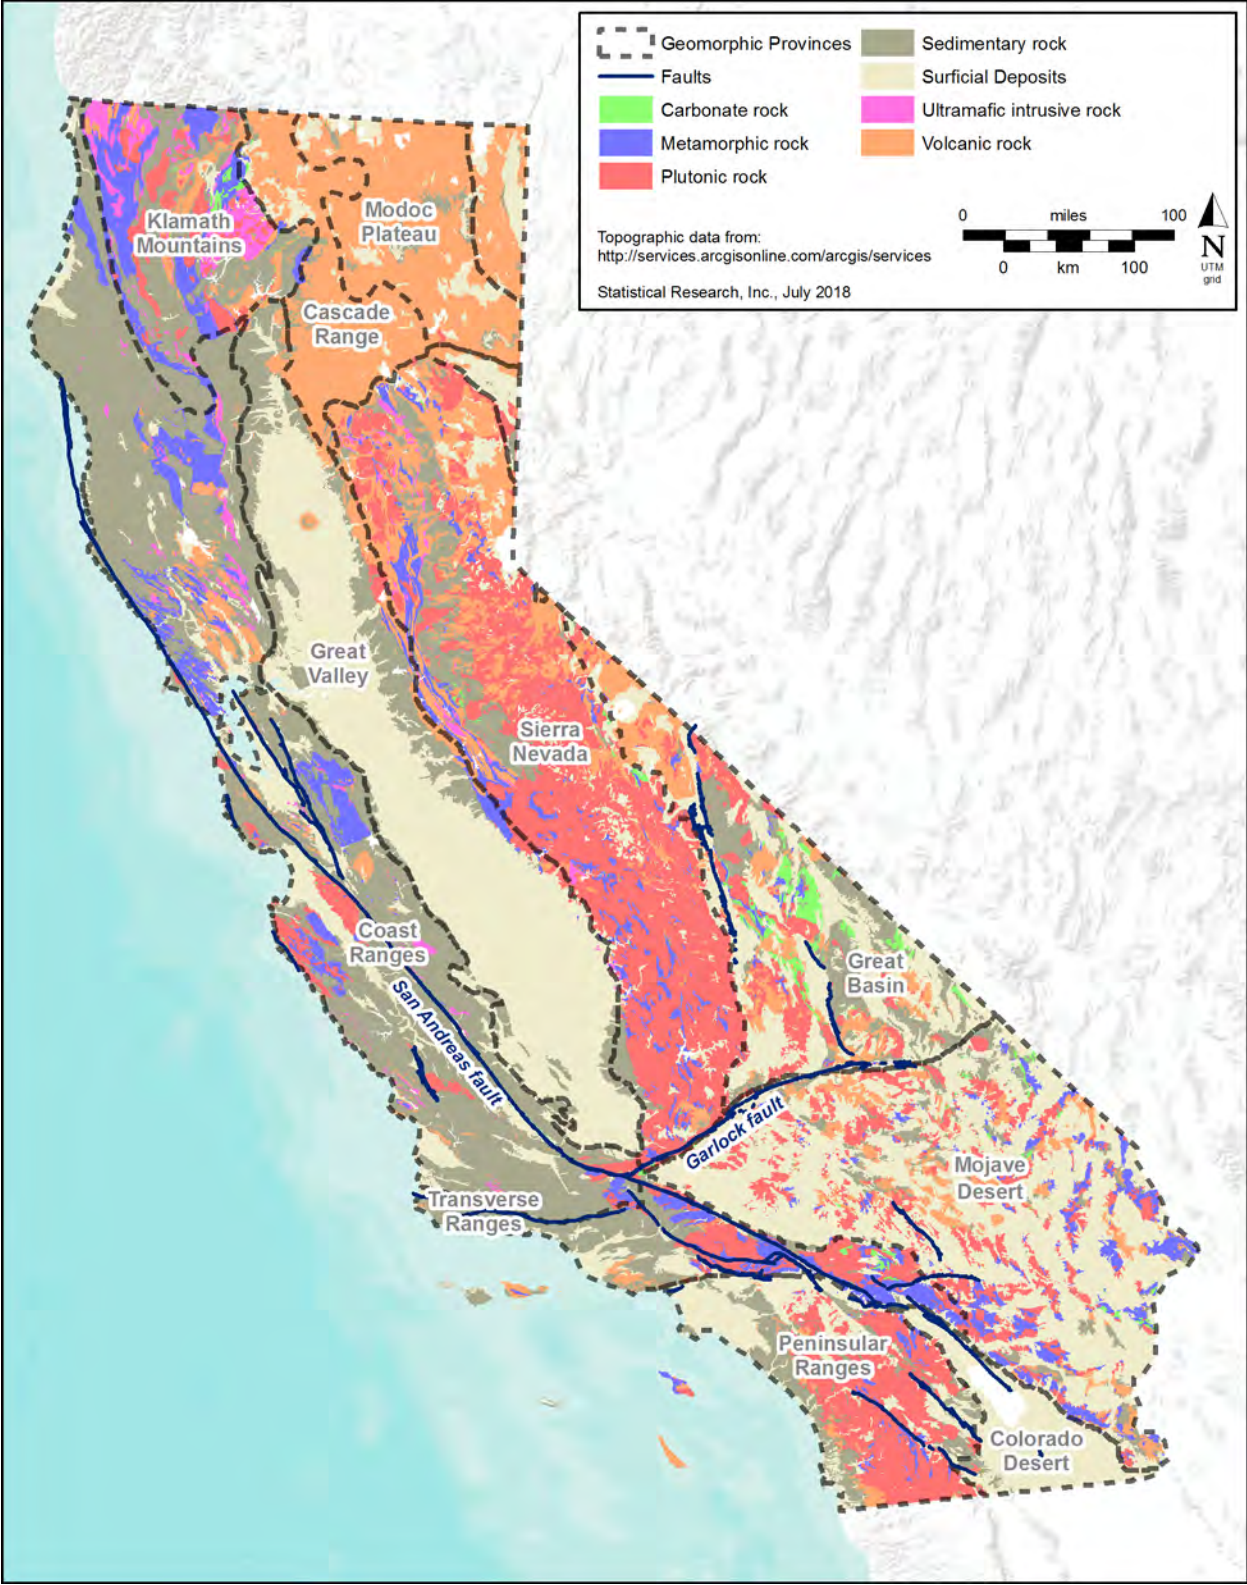 Geomorphic Provinces
Faults
Carbonate rock
Metamorphic rock
Plutonic rock
Sedimentary rock
Surficial Deposits
Ultramafic intrusive rock
Volcanic rock
Topographic data from:
http://services.arcgisonline.com/arcgis/services
Statistical Research, Inc., July 2018
0 miles 100
0 km 100
N
UTM
grid
Klamath
Mountains
Modoc
Plateau
Cascade
Range
Great
Valley
Sierra
Nevada
Coast
Ranges
San Andreas fault
Great
Basin
Garlock fault
Mojave
Desert
Transverse
Ranges
Peninsular
Ranges
Colorado
Desert